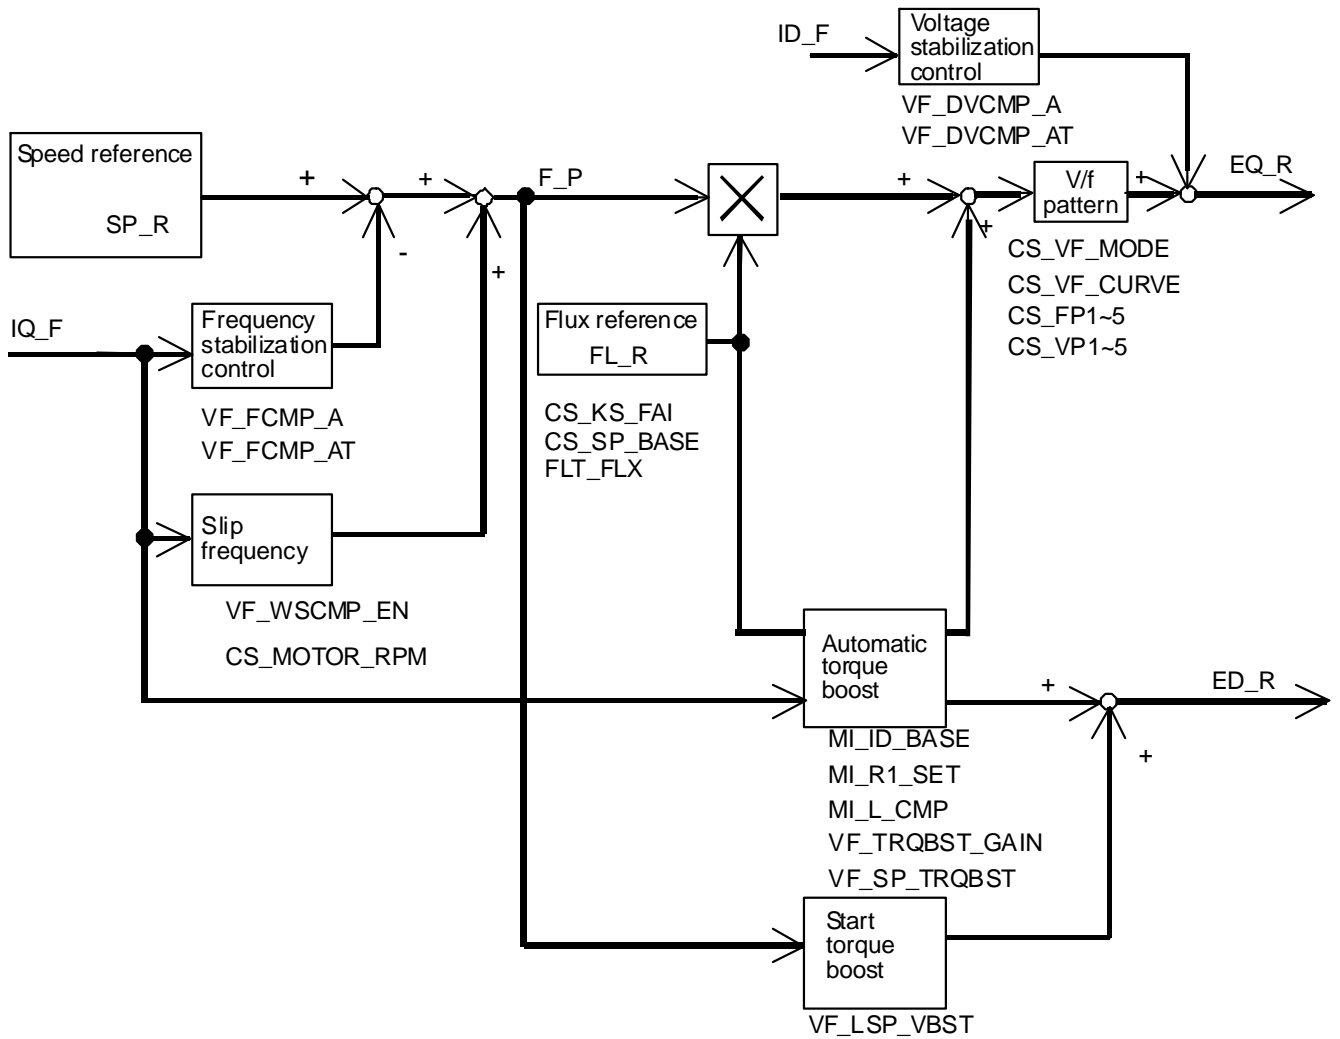 ID_F
Voltage
stabilization
control
VF_DVCMP_A
VF_DVCMP_AT
Speed reference
SP_R
+
+
F_P
+
+
V/f
pattern
+
EQ_R
-
+
CS_VF_MODE
CS_VF_CURVE
CS_FP1~5
CS_VP1~5
IQ_F
Frequency
stabilization
control
VF_FCMP_A
VF_FCMP_AT
Flux reference
FL_R
CS_KS_FAI
CS_SP_BASE
FLT_FLX
Slip
frequency
VF_WSCMP_EN
CS_MOTOR_RPM
Automatic
torque
boost
+
ED_R
+
MI_ID_BASE
MI_R1_SET
MI_L_CMP
VF_TRQBST_GAIN
VF_SP_TRQBST
Start
torque
boost
VF_LSP_VBST